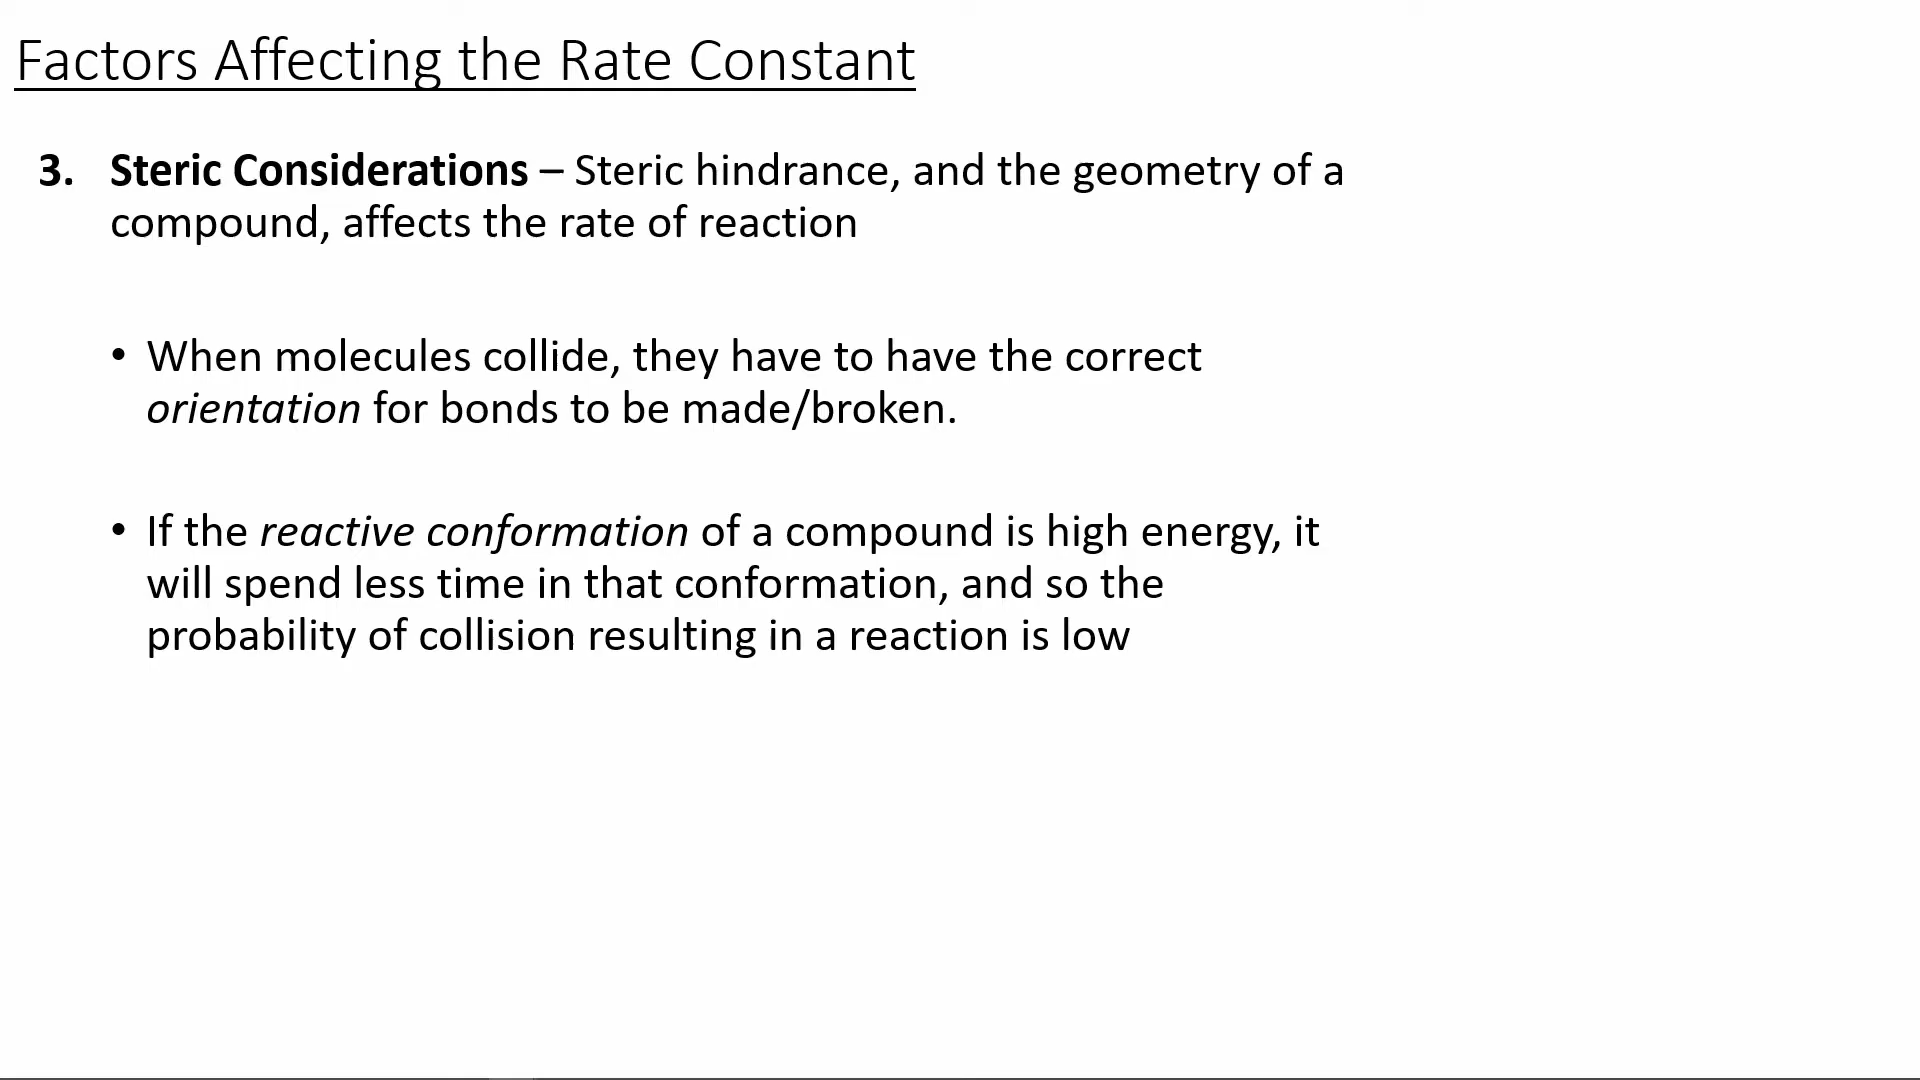 Factors Affecting the Rate Constant
3. Steric Considerations – Steric hindrance, and the geometry of a
compound, affects the rate of reaction
• When molecules collide, they have to have the correct
orientation for bonds to be made/broken.
• If the reactive conformation of a compound is high energy, it
will spend less time in that conformation, and so the
probability of collision resulting in a reaction is low